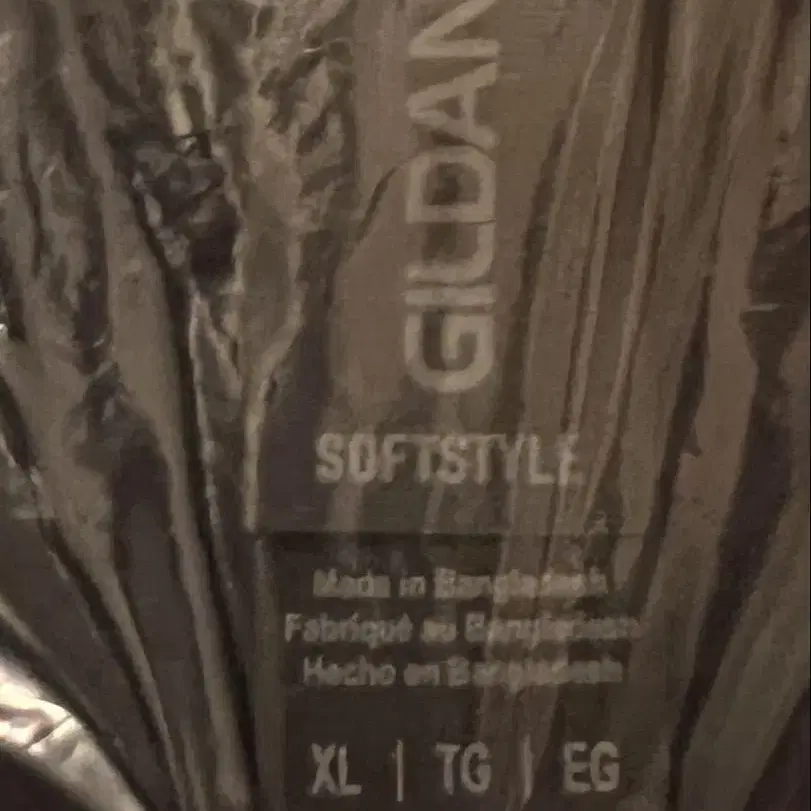 GILDAN
SOFTSTYLE
Made in Bangladesh
Fabriqué au Bangladesh
Hecho en Bangladesh
XL | TG | EG